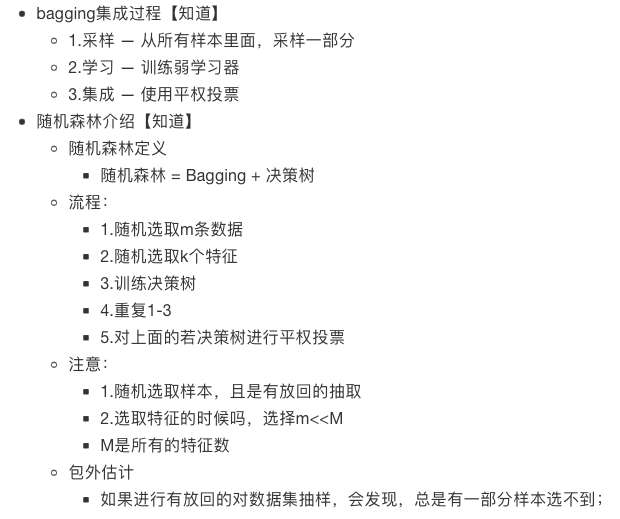 bagging集成过程【知道】
1.采样 — 从所有样本里面，采样一部分
2.学习 — 训练弱学习器
3.集成 — 使用平权投票
随机森林介绍【知道】
随机森林定义
随机森林 = Bagging + 决策树
流程：
1.随机选取m条数据
2.随机选取k个特征
3.训练决策树
4.重复1-3
5.对上面的若决策树进行平权投票
注意：
1.随机选取样本，且是有放回的抽取
2.选取特征的时候吗，选择m<<M
M是所有的特征数
包外估计
如果进行有放回的对数据集抽样，会发现，总是有一部分样本选不到；